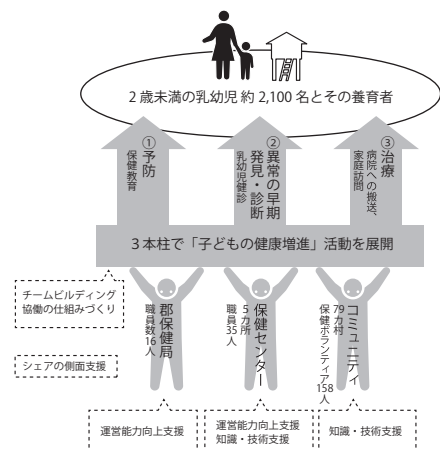 2歳未満の乳幼児 約2,100名とその養育者
①予防
保健教育
②異常の早期
発見・診断
乳幼児健診
③治療
病院への搬送、
家庭訪問
3本柱で「子どもの健康増進」活動を展開
チームビルディング
協働の仕組みづくり
シェアの側面支援
郡保健局
職員数16人
保健センター
5カ所
職員35人
コミュニティ
79カ村
保健ボランティア158人
運営能力向上支援
運営能力向上支援
知識・技術支援
知識・技術支援